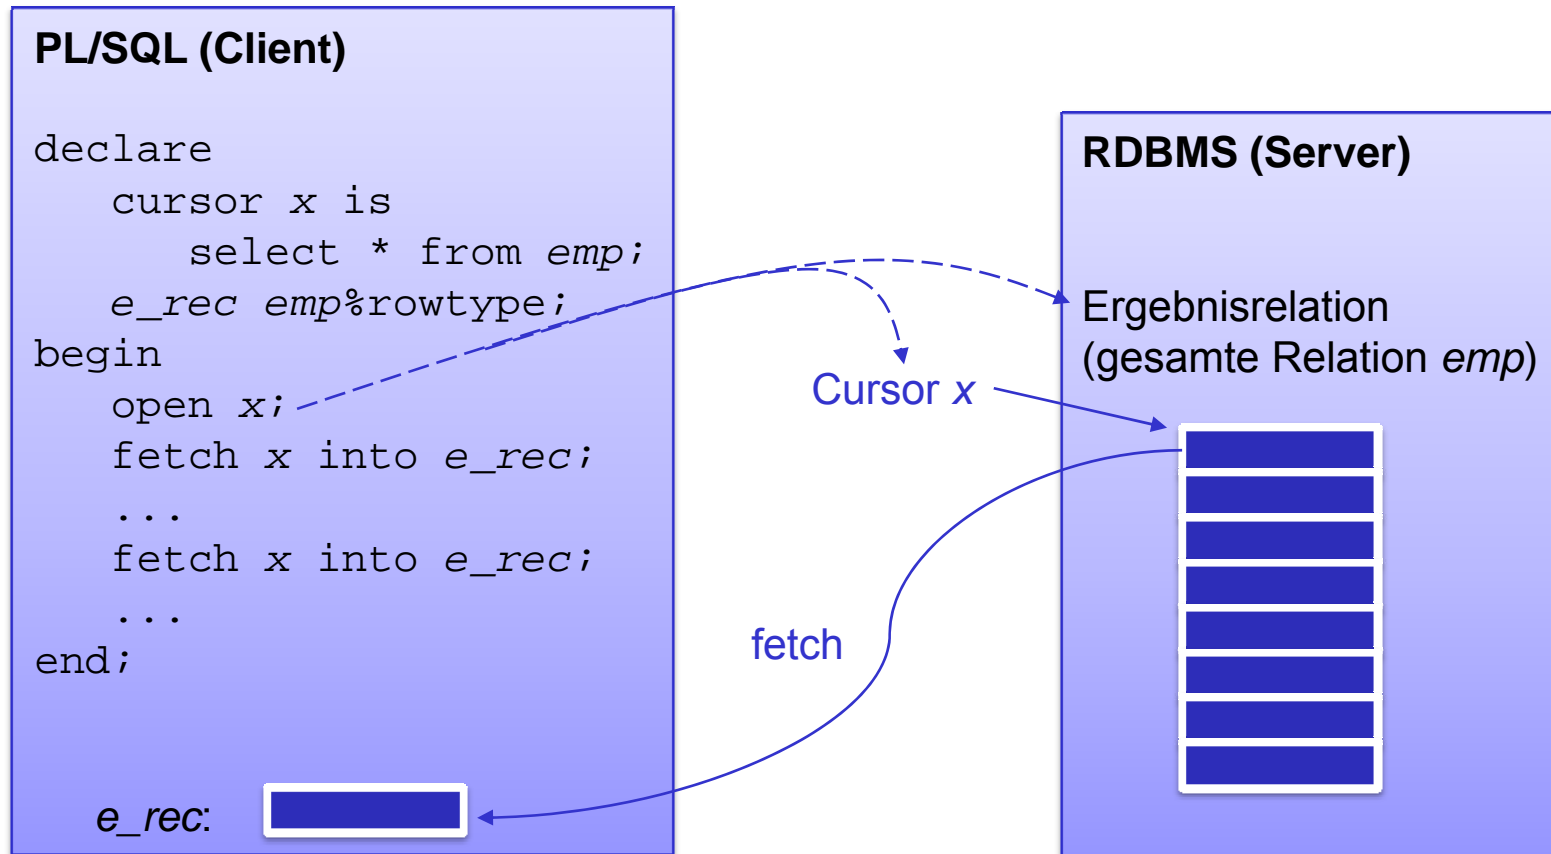 PL/SQL (Client)
declare
cursor x is
select * from emp;
e_rec emp%rowtype;
begin
open x;
fetch x into e_rec;
...
fetch x into e_rec;
...
end;
e_rec:
Cursor x
fetch
RDBMS (Server)
Ergebnisrelation
(gesamte Relation emp)